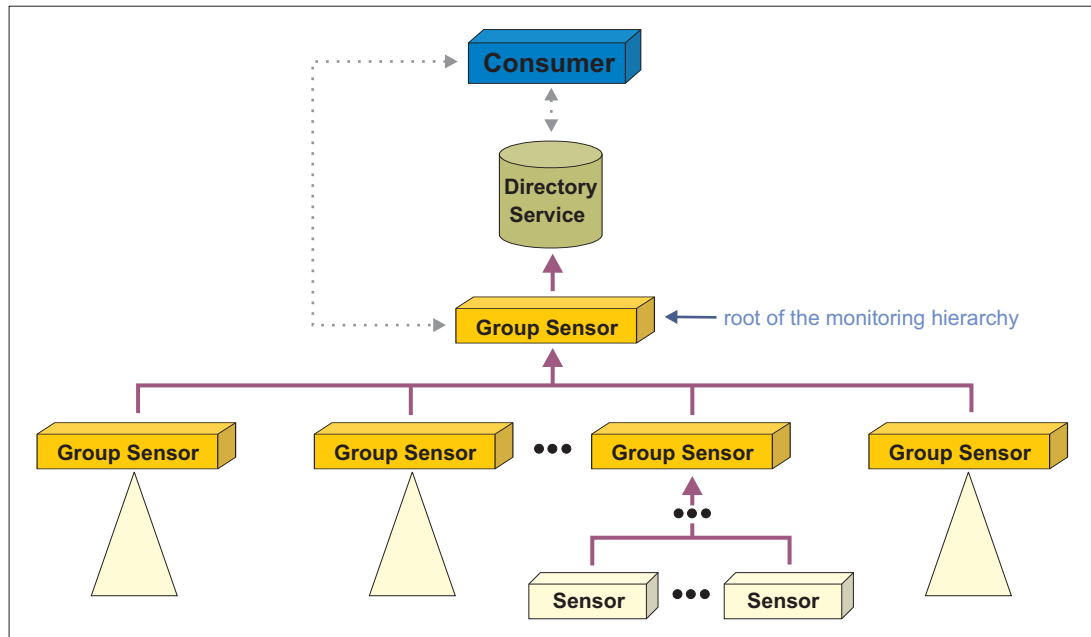 Consumer
Directory
Service
Group Sensor
root of the monitoring hierarchy
Group Sensor
Group Sensor
Group Sensor
Group Sensor
Sensor
Sensor